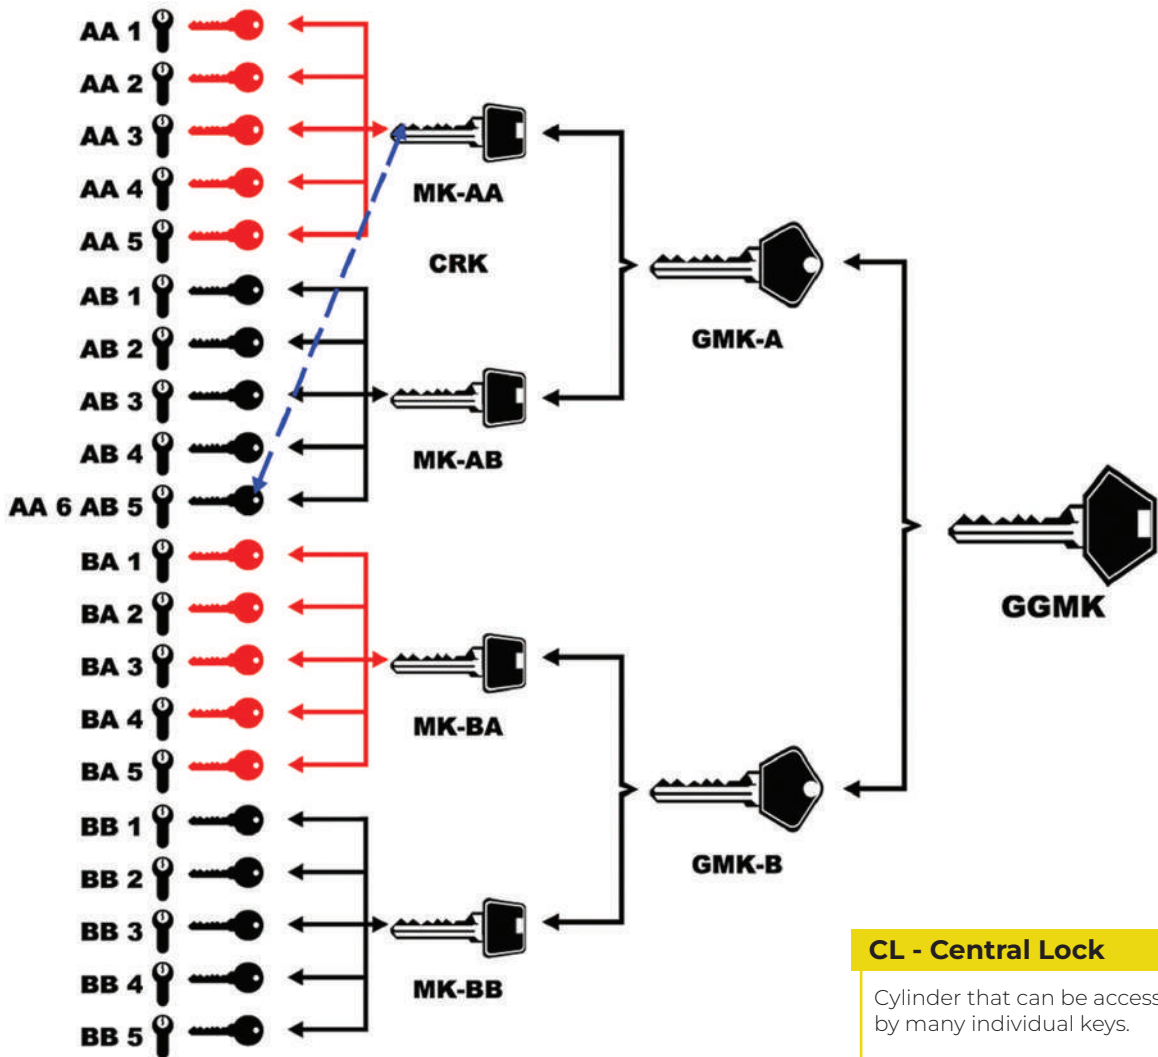 AA 1
AA 2
AA 3
AA 4
AA 5
AB 1
AB 2
AB 3
AB 4
AA 6 AB 5
BA 1
BA 2
BA 3
BA 4
BA 5
BB 1
BB 2
BB 3
BB 4
BB 5
MK-AA
CRK
MK-AB
MK-BA
MK-BB
GMK-A
GMK-B
GGMK
CL - Central Lock
Cylinder that can be access
by many individual keys.